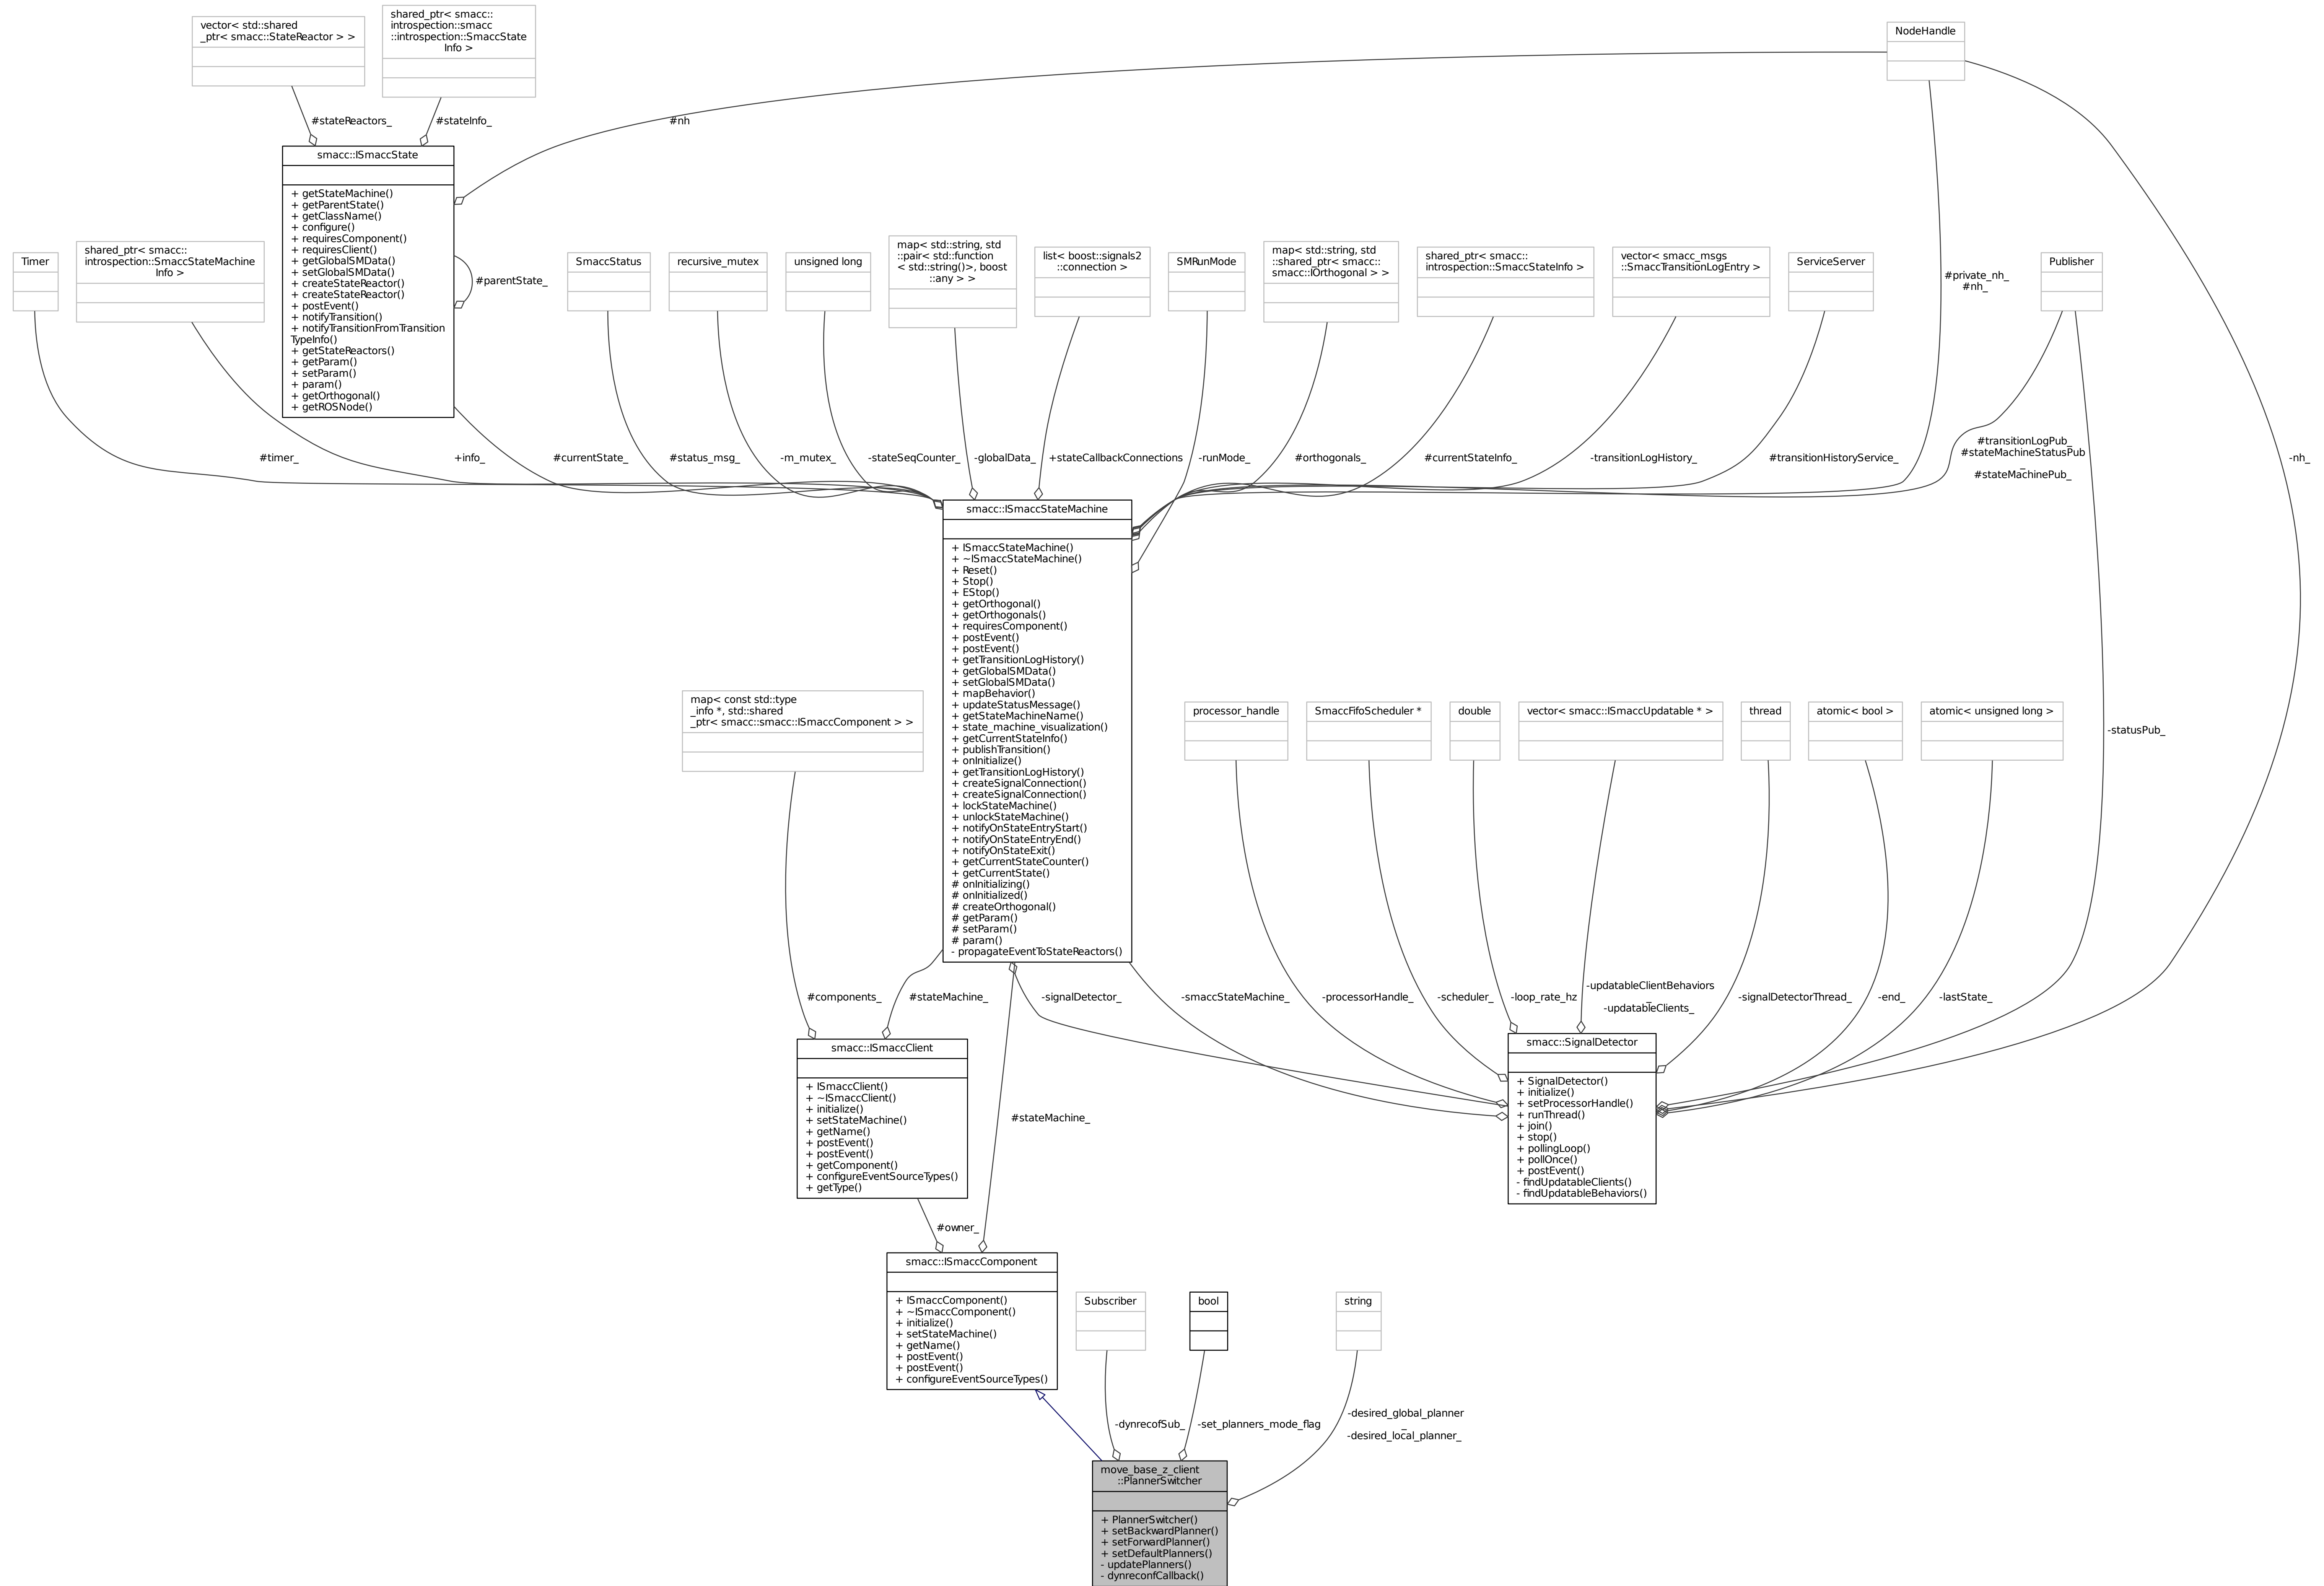 vector< std::shared
_ptr< smacc::StateReactor > >
shared_ptr< smacc::
introspection::smacc
::introspection::SmaccState
Info >
NodeHandle
#stateReactors_
#stateInfo_
#nh
smacc::ISmaccState
+ getStateMachine()
+ getParentState()
+ getClassName()
+ configure()
+ requiresComponent()
+ requiresClient()
+ getGlobalSMData()
+ setGlobalSMData()
+ createStateReactor()
+ createStateReactor()
+ postEvent()
+ notifyTransition()
+ notifyTransitionFromTransition
TypeInfo()
+ getStateReactors()
+ getParam()
+ setParam()
+ param()
+ getOrthogonal()
+ getROSNode()
#parentState_
Timer
shared_ptr< smacc::
introspection::SmaccStateMachine
Info >
SmaccStatus
recursive_mutex
unsigned long
map< std::string, std
::pair< std::function
< std::string()>, boost
::any > >
list< boost::signals2
::connection >
SMRunMode
map< std::string, std
::shared_ptr< smacc::
smacc::IOrthogonal > >
shared_ptr< smacc::
introspection::SmaccStateInfo >
vector< smacc_msgs
::SmaccTransitionLogEntry >
ServiceServer
#private_nh_
#nh_
Publisher
#timer_
+info_
#currentState_
#status_msg_
-m_mutex_
-stateSeqCounter_
-globalData_
+stateCallbackConnections
-runMode_
#orthogonals_
#currentStateInfo_
-transitionLogHistory_
#transitionHistoryService_
#transitionLogPub_
#stateMachineStatusPub
_
#stateMachinePub_
-nh_
smacc::ISmaccStateMachine
+ ISmaccStateMachine()
+ ~ISmaccStateMachine()
+ Reset()
+ Stop()
+ EStop()
+ getOrthogonal()
+ getOrthogonals()
+ requiresComponent()
+ postEvent()
+ postEvent()
+ getTransitionLogHistory()
+ getGlobalSMData()
+ setGlobalSMData()
+ mapBehavior()
+ updateStatusMessage()
+ getStateMachineName()
+ state_machine_visualization()
+ getCurrentStateInfo()
+ publishTransition()
+ onInitialize()
+ getTransitionLogHistory()
+ createSignalConnection()
+ createSignalConnection()
+ lockStateMachine()
+ unlockStateMachine()
+ notifyOnStateEntryStart()
+ notifyOnStateEntryEnd()
+ notifyOnStateExit()
+ getCurrentStateCounter()
+ getCurrentState()
# onInitializing()
# onInitialized()
# createOrthogonal()
# getParam()
# setParam()
# param()
- propagateEventToStateReactors()
map< const std::type
_info *, std::shared
_ptr< smacc::smacc::ISmaccComponent > >
processor_handle
SmaccFifoScheduler *
double
vector< smacc::ISmaccUpdatable * >
thread
atomic< bool >
atomic< unsigned long >
-statusPub_
#components_
#stateMachine_
-signalDetector_
-smaccStateMachine_
-processorHandle_
-scheduler_
-loop_rate_hz
-updatableClientBehaviors
_
-updatableClients_
-signalDetectorThread_
-end_
-lastState_
smacc::ISmaccClient
+ ISmaccClient()
+ ~ISmaccClient()
+ initialize()
+ setStateMachine()
+ getName()
+ postEvent()
+ postEvent()
+ getComponent()
+ configureEventSourceTypes()
+ getType()
#stateMachine_
smacc::SignalDetector
+ SignalDetector()
+ initialize()
+ setProcessorHandle()
+ runThread()
+ join()
+ stop()
+ pollingLoop()
+ pollOnce()
+ postEvent()
- findUpdatableClients()
- findUpdatableBehaviors()
#owner_
smacc::ISmaccComponent
+ ISmaccComponent()
+ ~ISmaccComponent()
+ initialize()
+ setStateMachine()
+ getName()
+ postEvent()
+ postEvent()
+ configureEventSourceTypes()
Subscriber
bool
string
-dynrecofSub_
-set_planners_mode_flag
-desired_global_planner
_
-desired_local_planner_
move_base_z_client
::PlannerSwitcher
+ PlannerSwitcher()
+ setBackwardPlanner()
+ setForwardPlanner()
+ setDefaultPlanners()
- updatePlanners()
- dynreconfCallback()